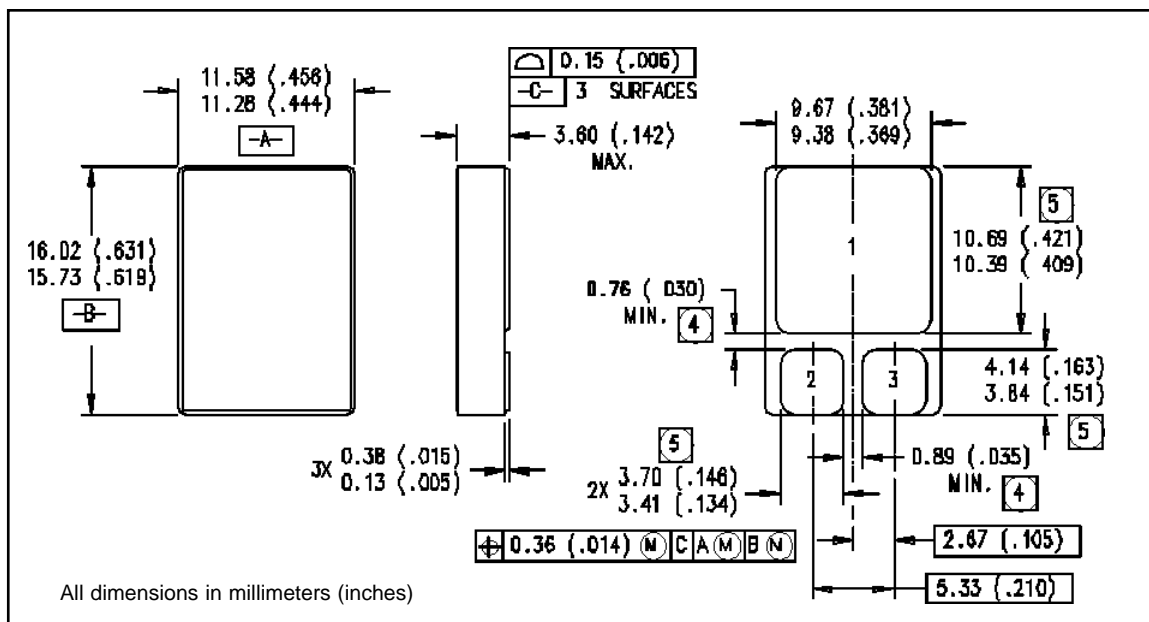 0.15 (.006)
-C- 3 SURFACES
11.58 (.456)
11.28 (.444)
-A-
3.60 (.142)
MAX.
9.67 (.381)
9.38 (.369)
16.02 (.631)
15.73 (.619)
-B-
5
10.69 (.421)
10.39 ( 409)
1
0.76 ( 030)
MIN. 4
2
3
4.14 (.163)
3.84 (.151)
5
3X 0.38 (.015)
0.13 (.005)
5
2X 3.70 (.146)
3.41 (.134)
0.89 (.035)
MIN. 4
⌖ 0.36 (.014) Ⓜ C A Ⓜ B Ⓝ
2.67 (.105)
5.33 (.210)
All dimensions in millimeters (inches)